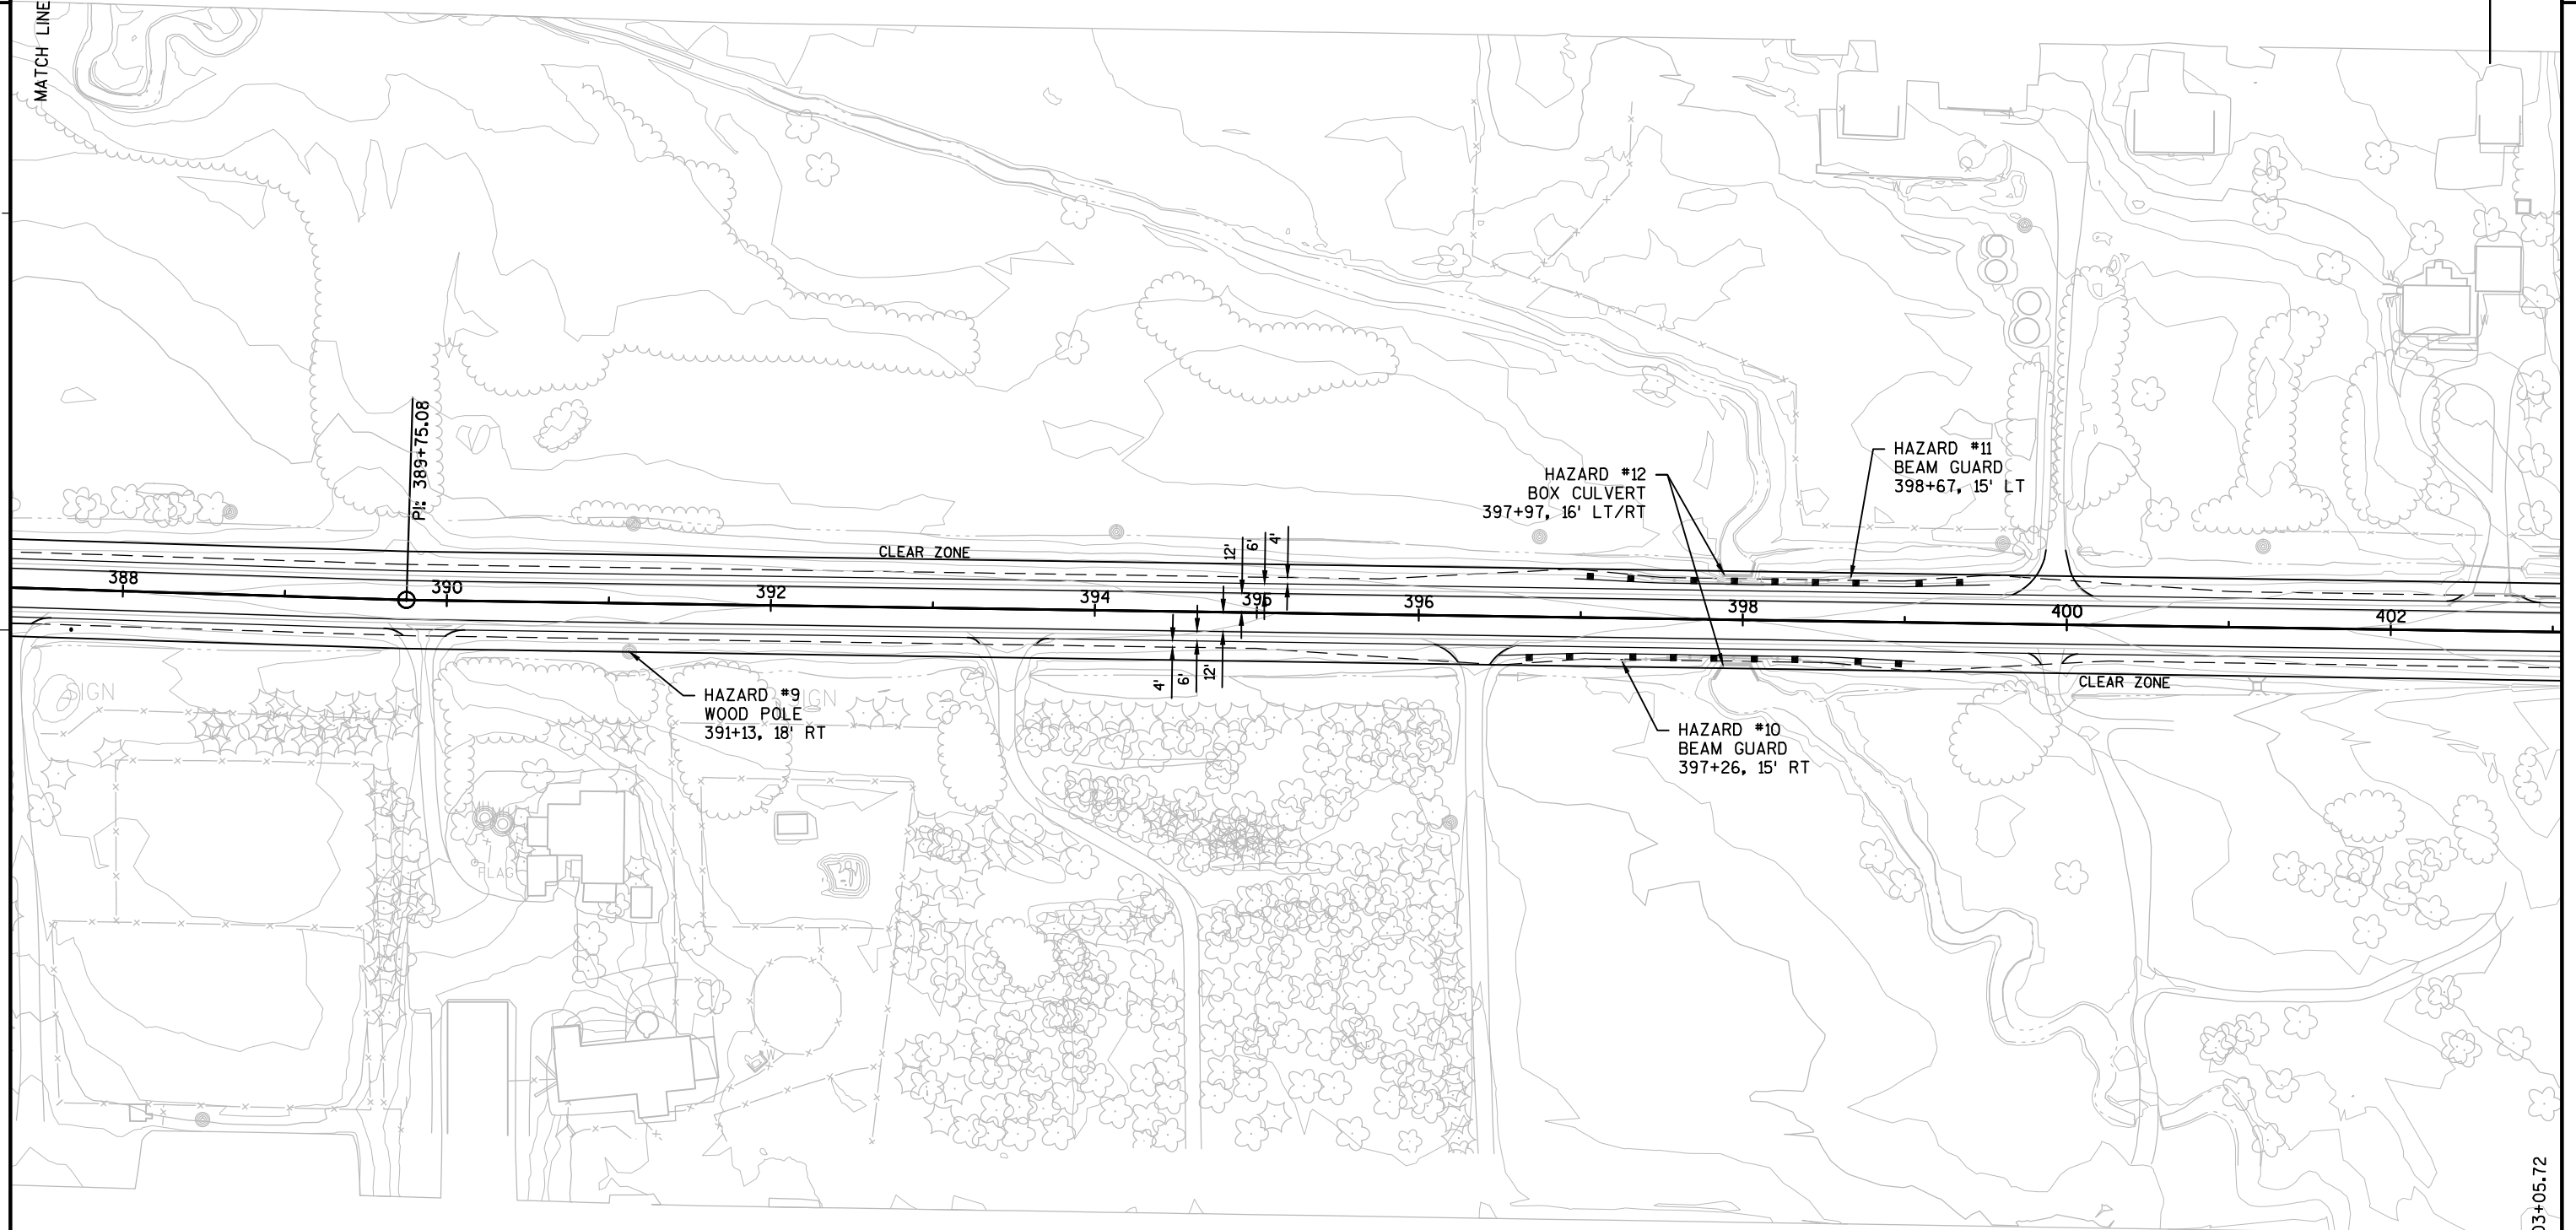 MATCH LINE
PI: 389+75.08
HAZARD #12
BOX CULVERT
397+97, 16' LT/RT
HAZARD #11
BEAM GUARD
398+67, 15' LT
CLEAR ZONE
12'
6'
4'
388
390
392
394
395
396
398
400
402
4'
6'
12'
CLEAR ZONE
SIGN
SIGN
HAZARD #9
WOOD POLE
391+13, 18' RT
HAZARD #10
BEAM GUARD
397+26, 15' RT
FLAG
W
W
W
W
W
03+05.72